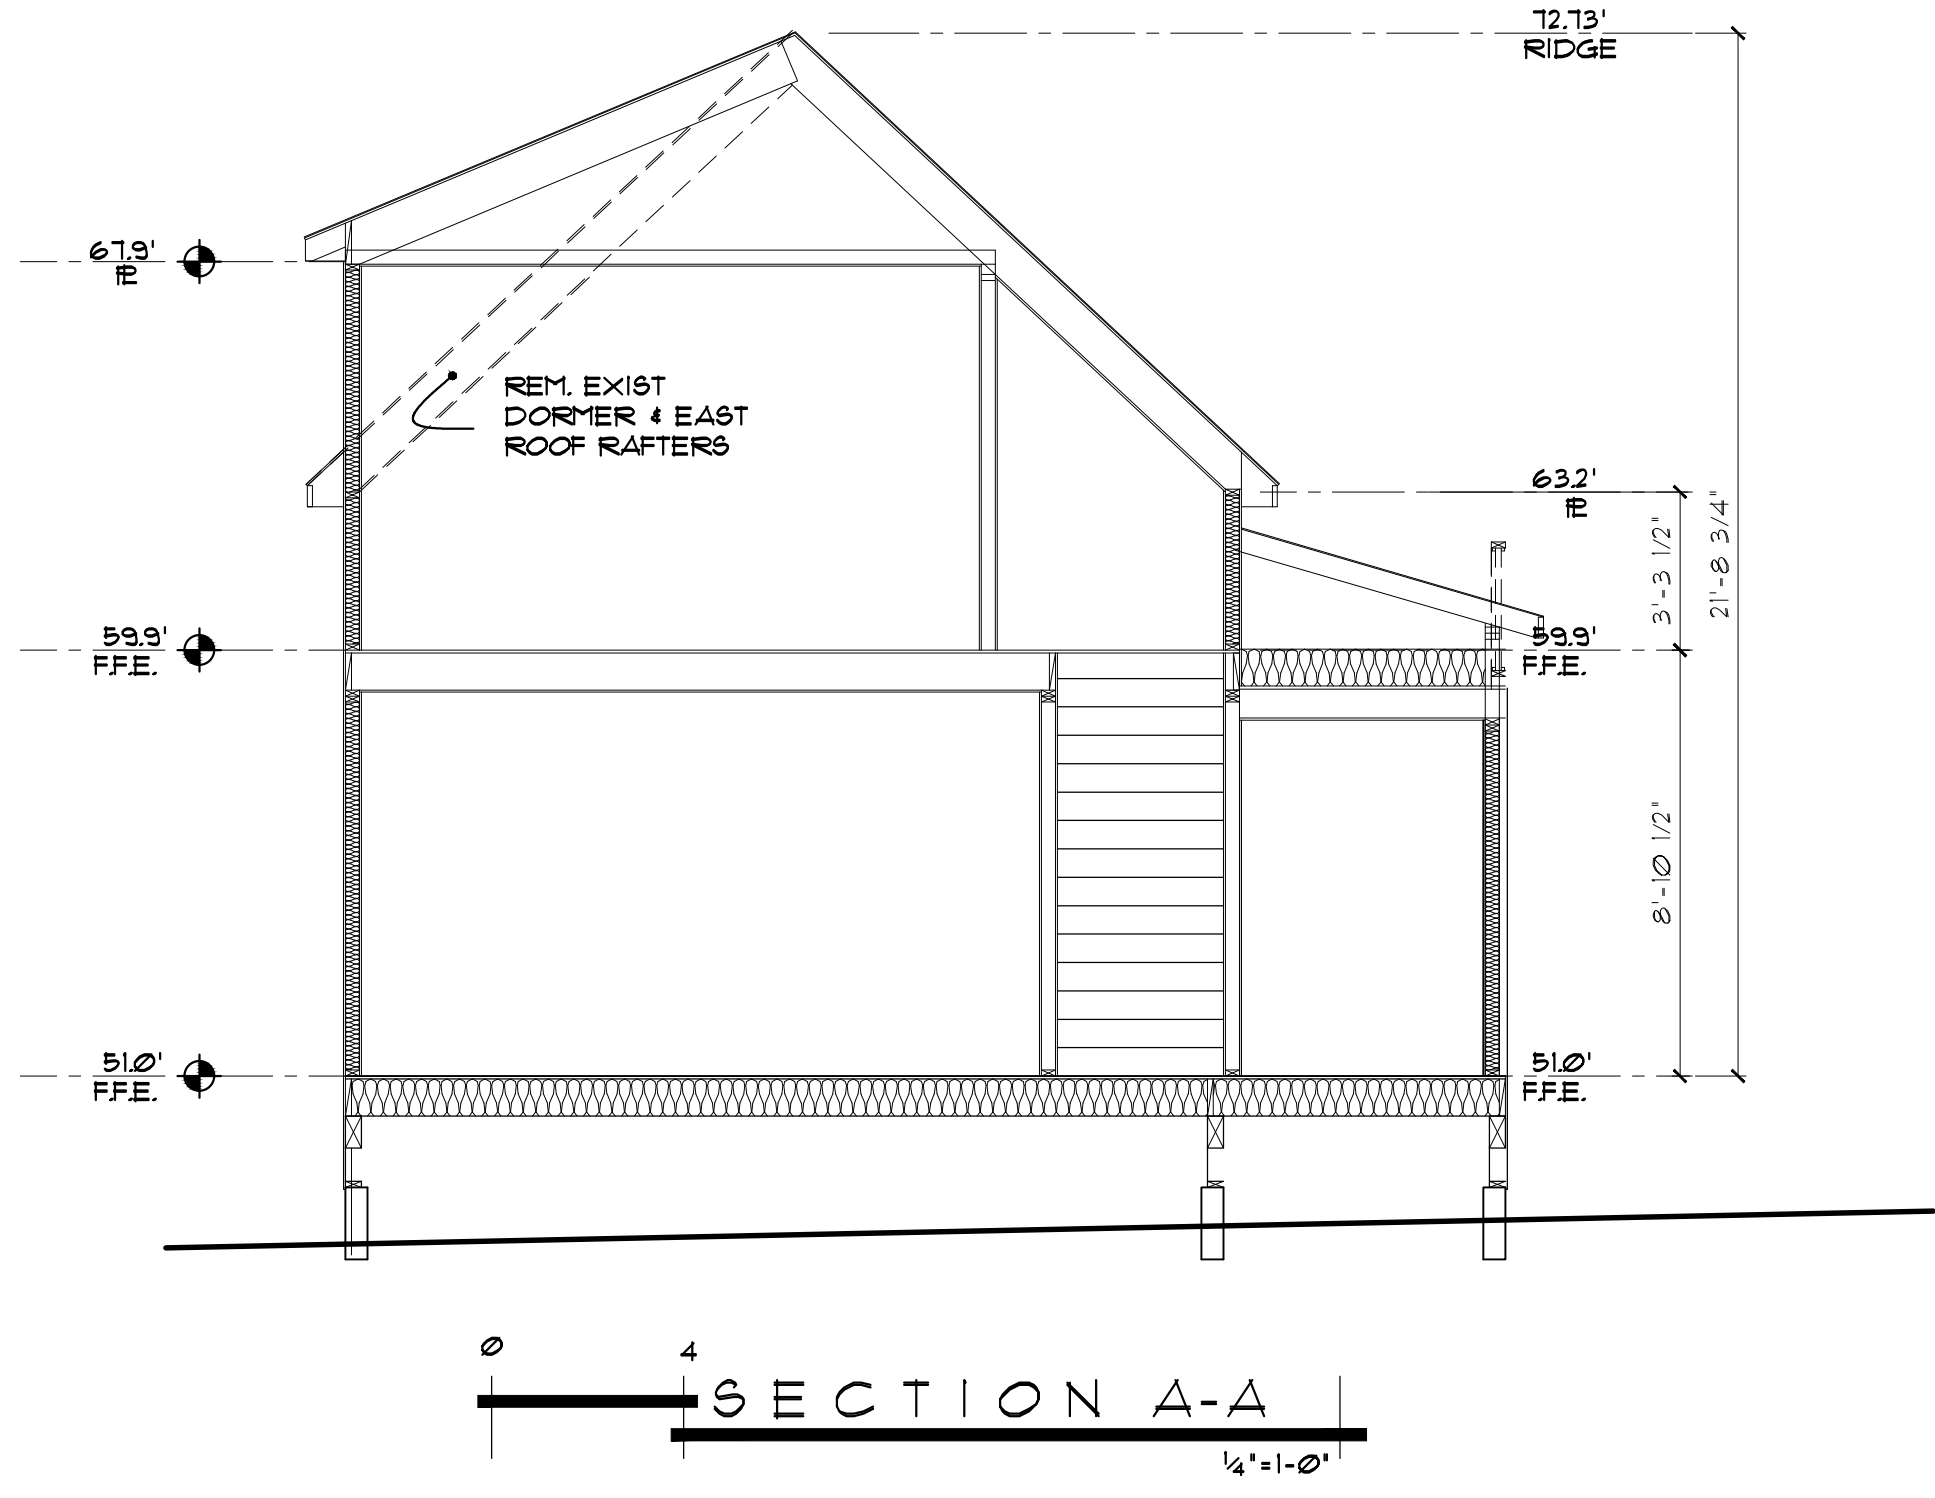 72.73'
RIDGE
67.9'
PL
REM. EXIST
DORMER & EAST
ROOF RAFTERS
63.2'
PL
3'-3 1/2"
21'-8 3/4"
59.9'
F.F.E.
59.9'
F.F.E.
8'-10 1/2"
51.0'
F.F.E.
51.0'
F.F.E.
0
4
SECTION A-A
1/4"=1-0"